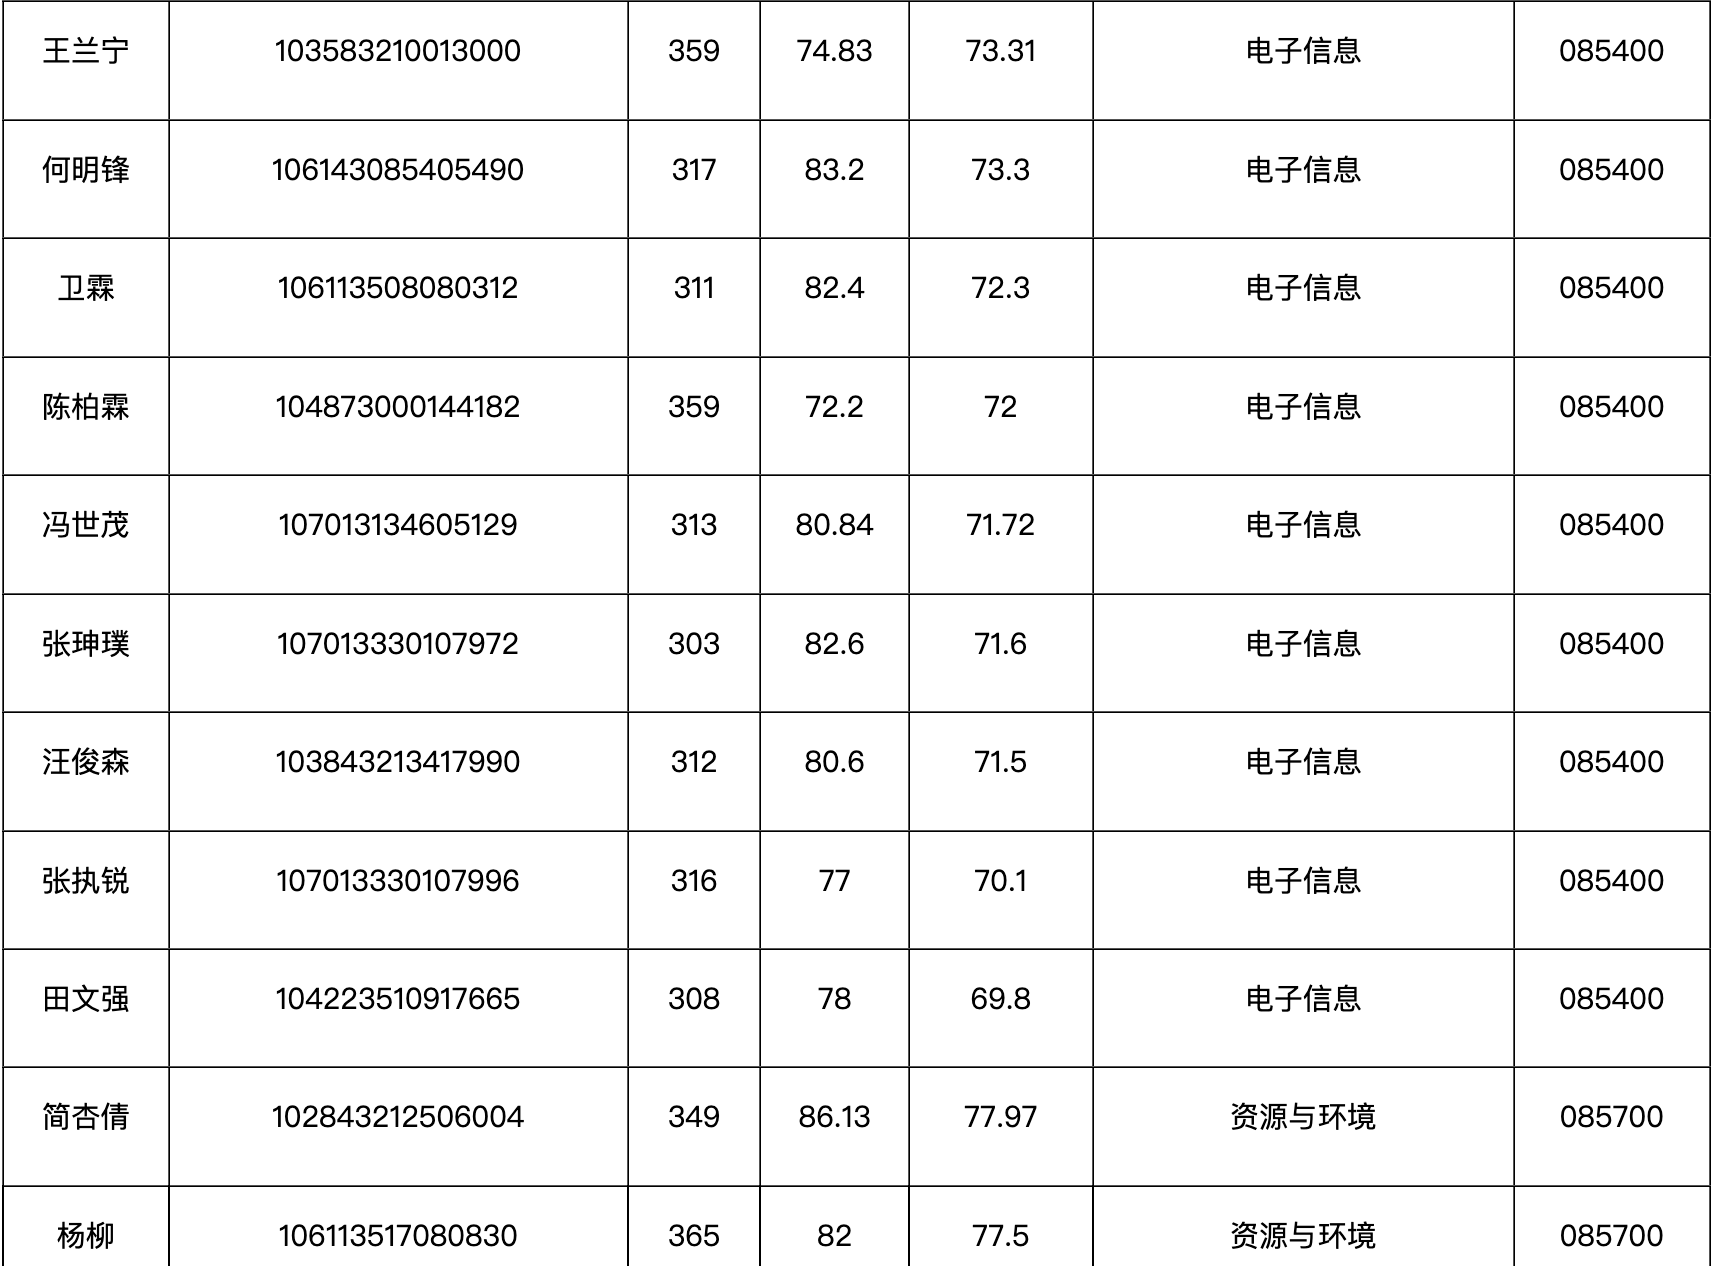 王兰宁 103583210013000 359 74.83 73.31 电子信息 085400
何明锋 106143085405490 317 83.2 73.3 电子信息 085400
卫霖 106113508080312 311 82.4 72.3 电子信息 085400
陈柏霖 104873000144182 359 72.2 72 电子信息 085400
冯世茂 107013134605129 313 80.84 71.72 电子信息 085400
张珅璞 107013330107972 303 82.6 71.6 电子信息 085400
汪俊森 103843213417990 312 80.6 71.5 电子信息 085400
张执锐 107013330107996 316 77 70.1 电子信息 085400
田文强 104223510917665 308 78 69.8 电子信息 085400
简杏倩 102843212506004 349 86.13 77.97 资源与环境 085700
杨柳 106113517080830 365 82 77.5 资源与环境 085700